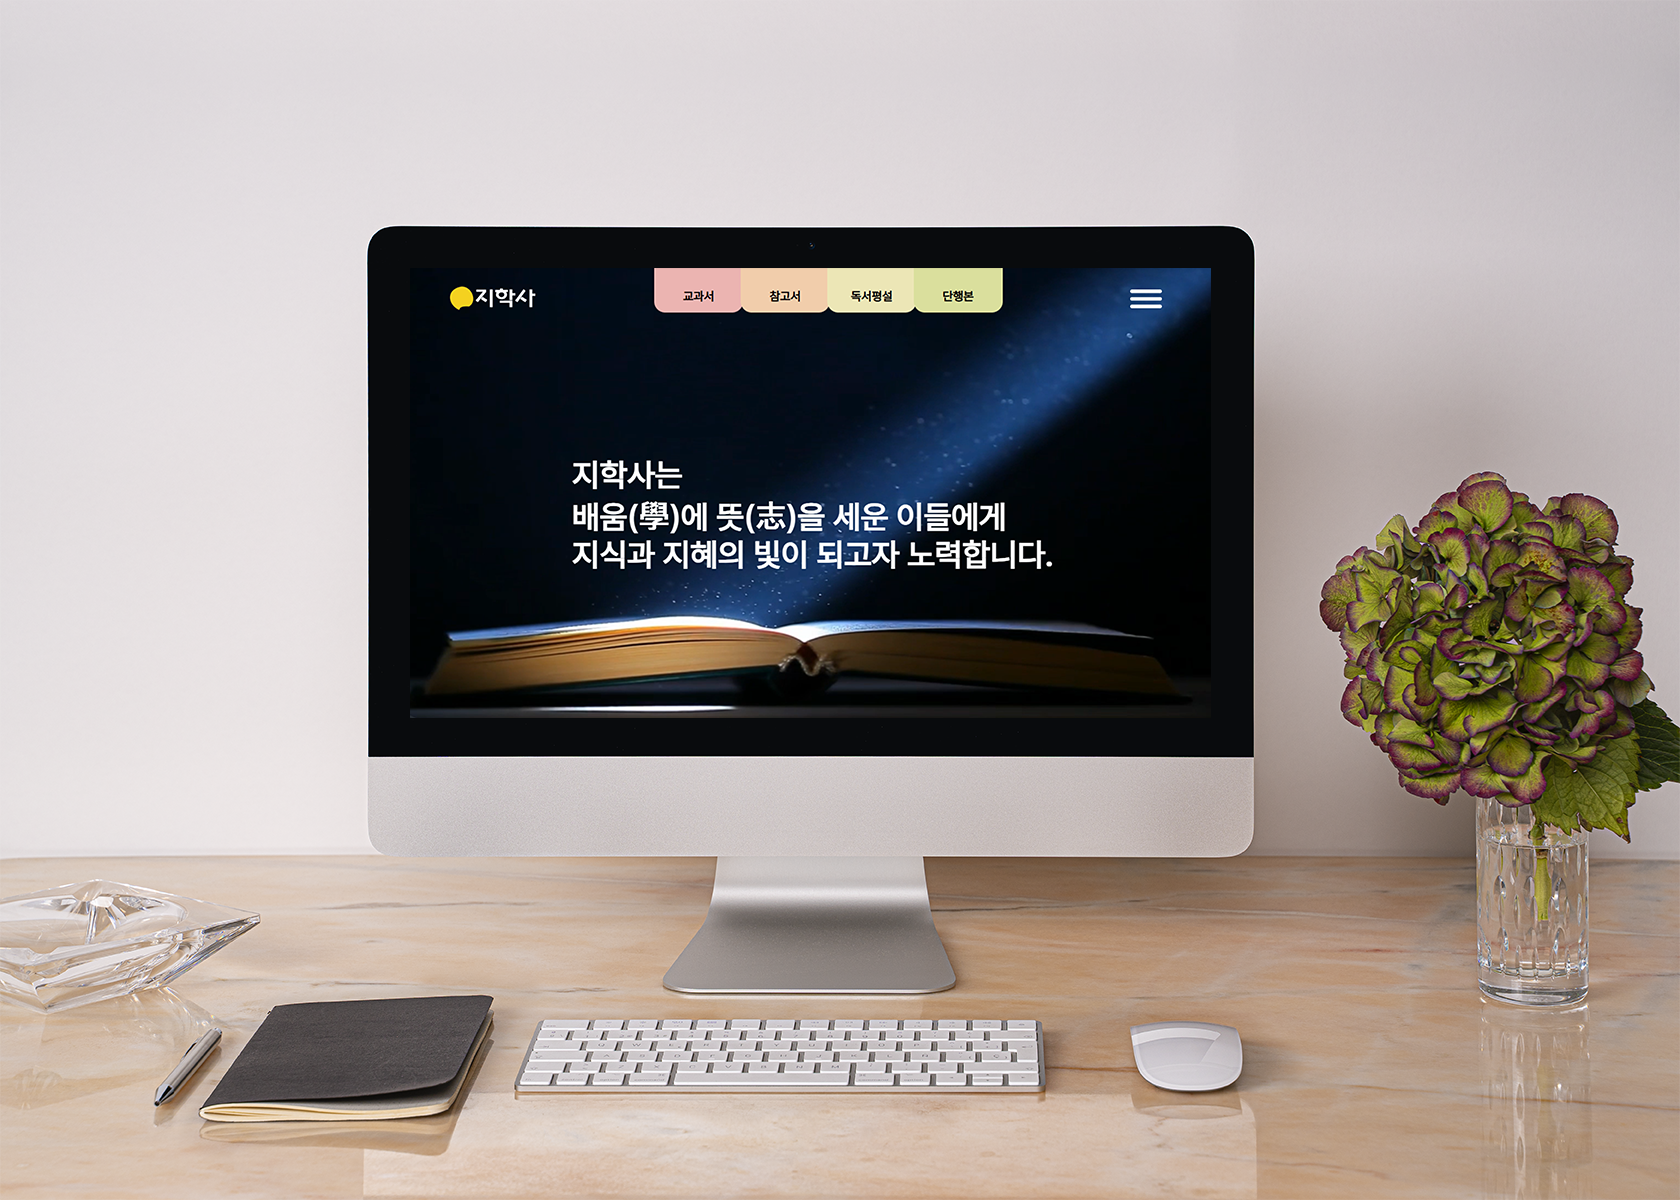 지학사
교과서
참고서
독서평설
단행본
지학사는
배움(學)에 뜻(志)을 세운 이들에게
지식과 지혜의 빛이 되고자 노력합니다.